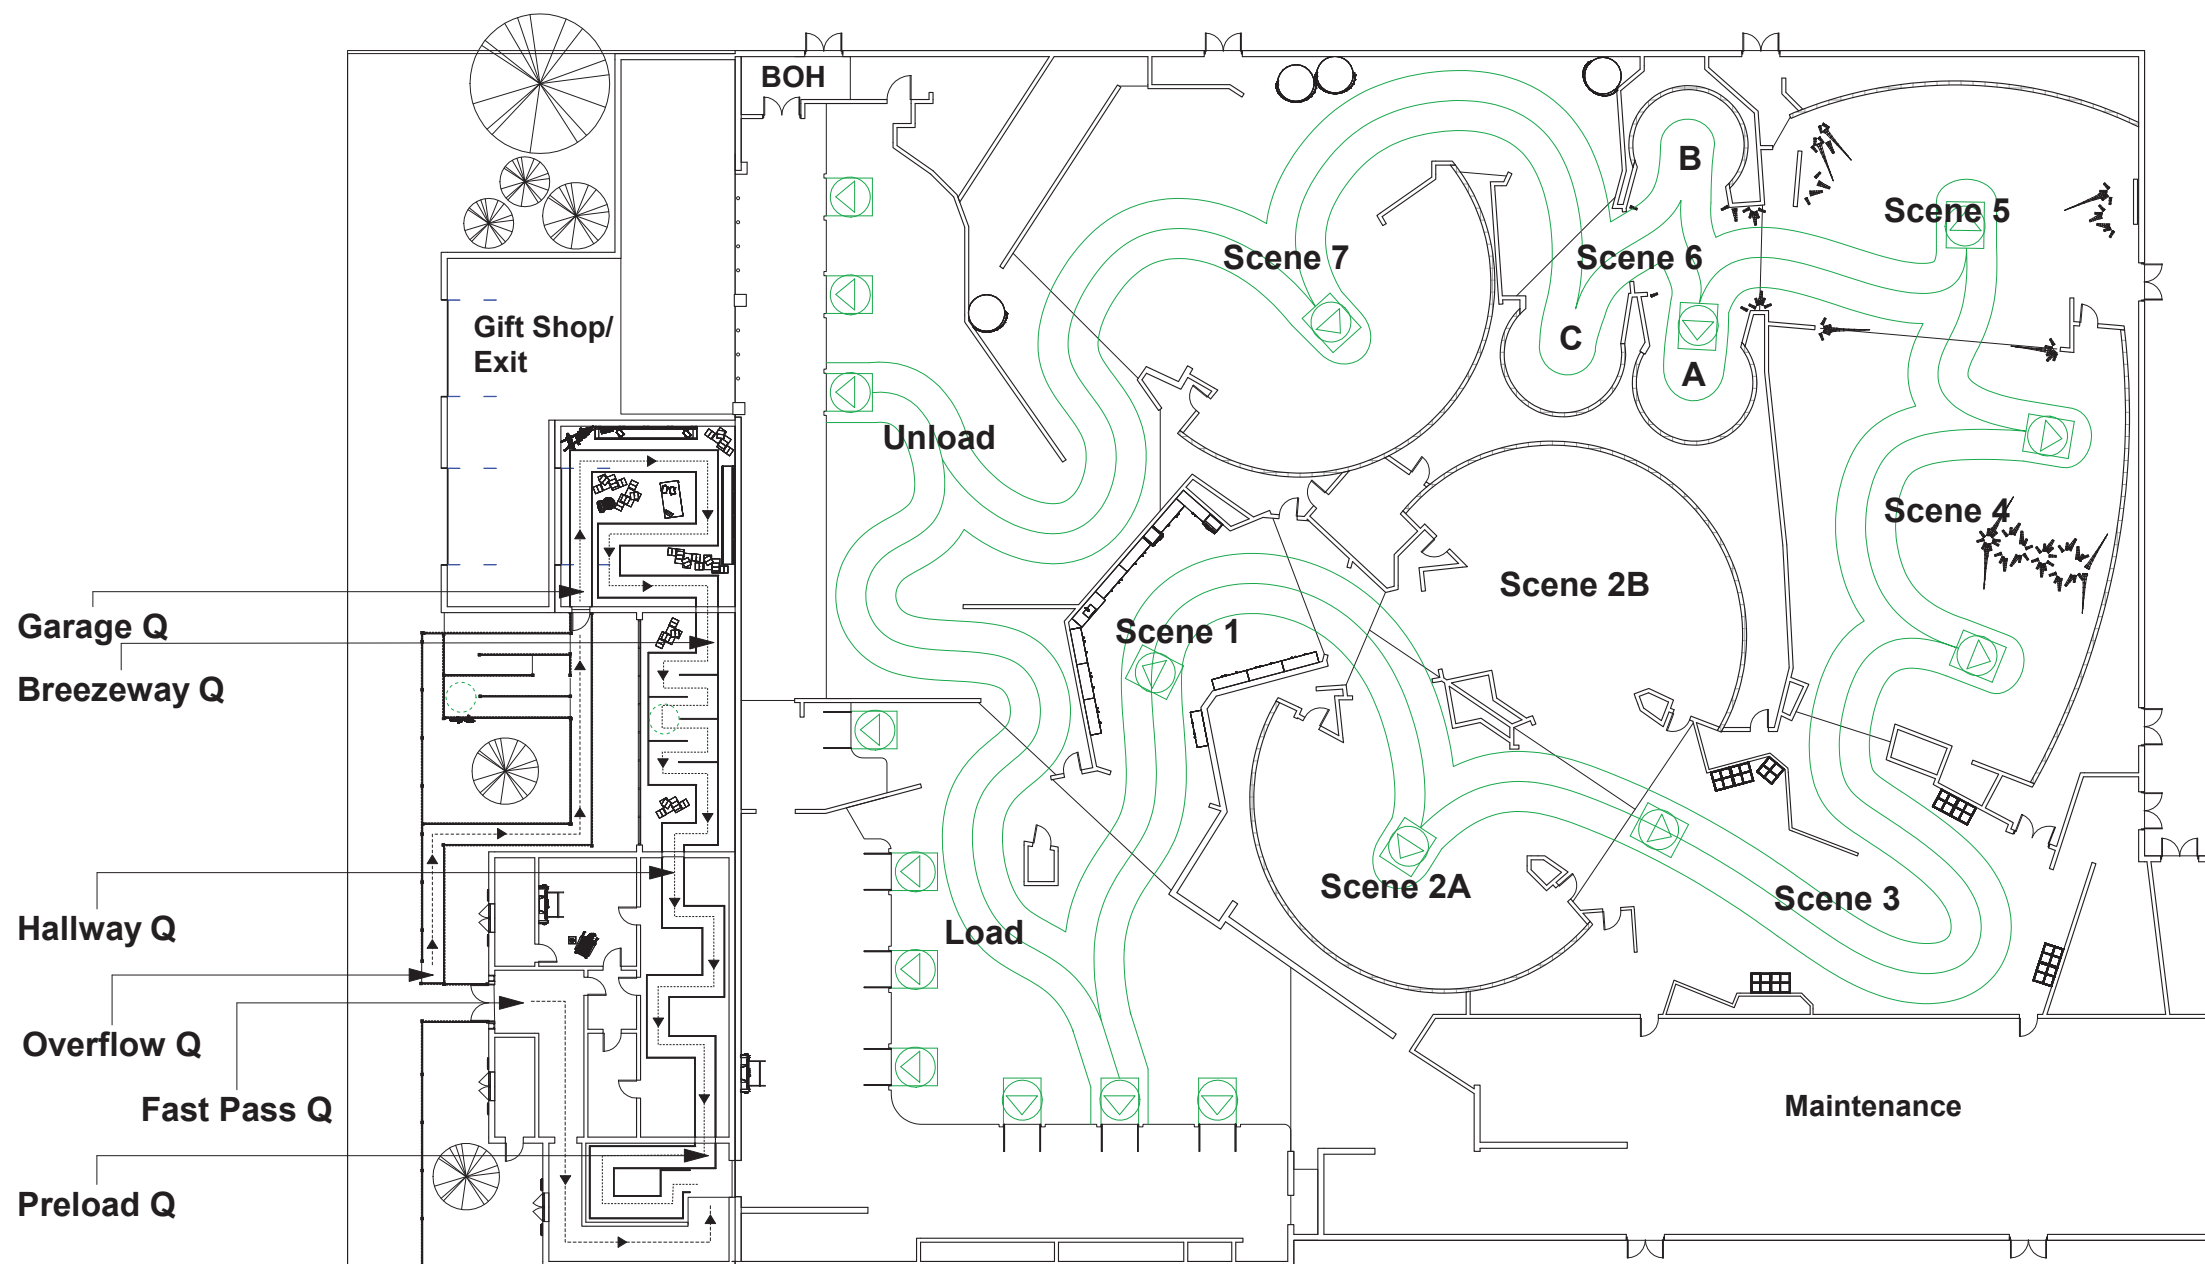 BOH
B
Scene 5
Scene 7
Scene 6
Gift Shop/
Exit
C
A
Unload
Scene 4
Scene 2B
Garage Q
Scene 1
Breezeway Q
Scene 2A
Scene 3
Hallway Q
Load
Overflow Q
Fast Pass Q
Maintenance
Preload Q